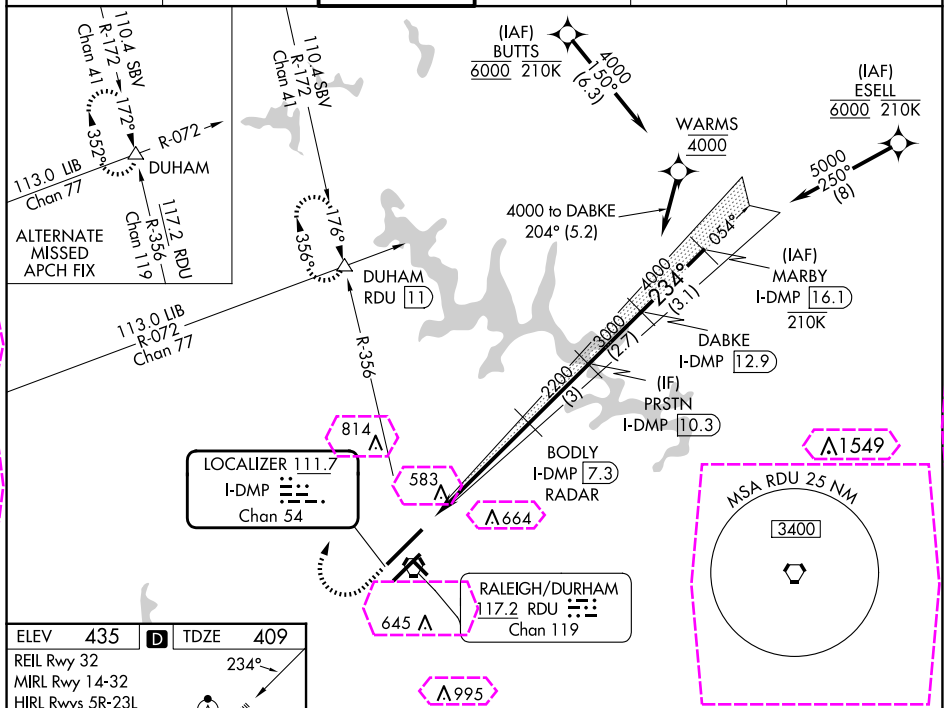 110.4 SBV
R-172
Chan 41
172°
352°
R-072
DUHAM
113.0 LIB
Chan 77
117.2 RDU
R-356
Chan 119
ALTERNATE
MISSED
APCH FIX
110.4 SBV
R-172
Chan 41
176°
356°
DUHAM
RDU 11
113.0 LIB
R-072
Chan 77
R-356
(IAF)
BUTTS
6000 210K
4000
150°
(6.3)
(IAF)
ESELL
6000 210K
5000
250°
(8)
WARMS
4000
4000 to DABKE
204° (5.2)
054°
234°
4000
(3.1)
3000
(2.7)
2200
(3)
(IAF)
MARBY
I-DMP 16.1
210K
DABKE
I-DMP 12.9
(IF)
PRSTN
I-DMP 10.3
BODLY
I-DMP 7.3
RADAR
814
583
664
1549
LOCALIZER 111.7
I-DMP
Chan 54
MSA RDU 25 NM
3400
RALEIGH/DURHAM
117.2 RDU
Chan 119
645
995
ELEV 435 D TDZE 409
REIL Rwy 32
MIRL Rwy 14-32
HIRL Rwys 5R-23L
234°